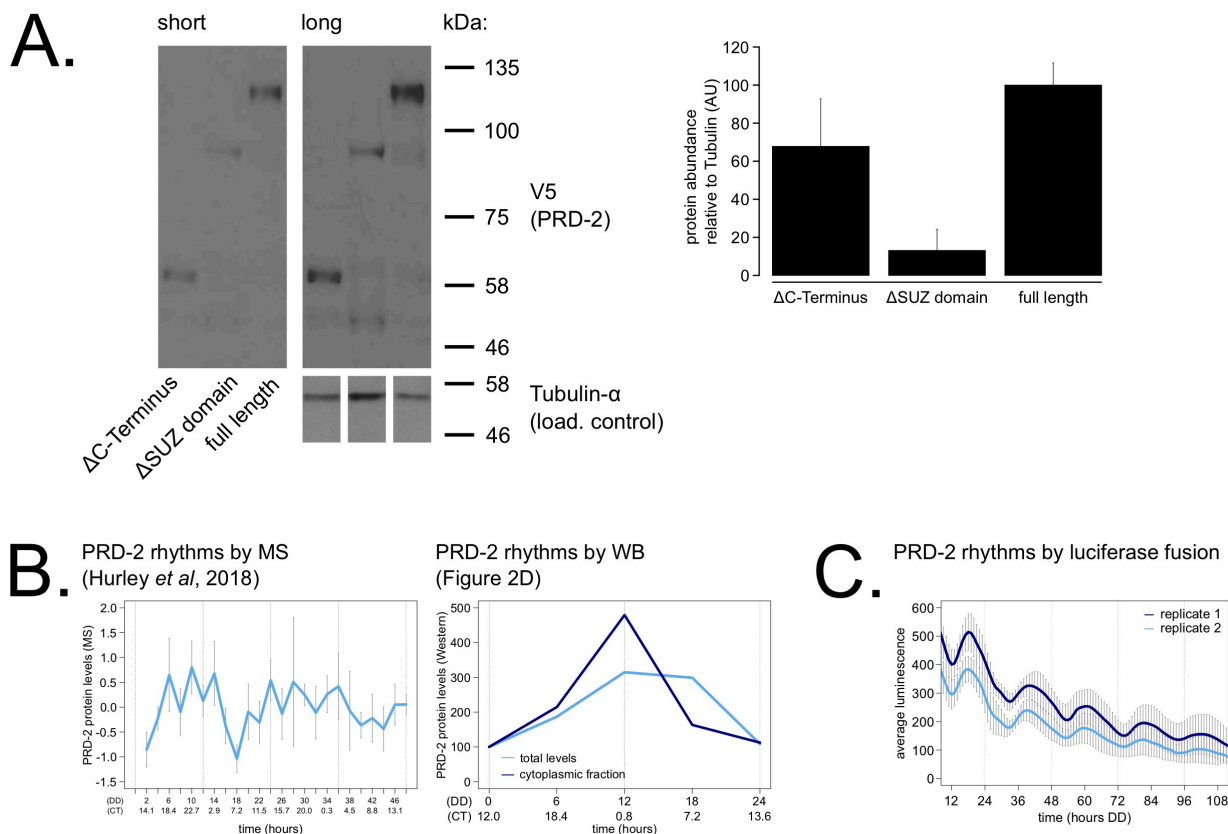 A.
short long kDa:
135
100
75
58
46
V5
(PRD-2)
58
46
Tubulin-α
(load. control)
ΔC-Terminus
ΔSUZ domain
full length
protein abundance
relative to Tubulin (AU)
120
100
80
60
40
20
0
ΔC-Terminus ΔSUZ domain full length
B.
PRD-2 rhythms by MS
(Hurley et al, 2018)
PRD-2 protein levels (MS)
2.0
1.5
1.0
0.5
0.0
-0.5
-1.0
-1.5
(DD) 2 6 10 14 18 22 26 30 34 38 42 46
(CT) 14.1 18.4 22.7 2.9 7.2 11.5 15.7 20.0 0.3 4.5 8.8 13.1
time (hours)
PRD-2 rhythms by WB
(Figure 2D)
PRD-2 protein levels (Western)
500
400
300
200
100
0
total levels
cytoplasmic fraction
(DD) 0 6 12 18 24
(CT) 12.0 18.4 0.8 7.2 13.6
time (hours)
C.
PRD-2 rhythms by luciferase fusion
average luminescence
600
500
400
300
200
100
0
replicate 1
replicate 2
12 24 36 48 60 72 84 96 108
time (hours DD)